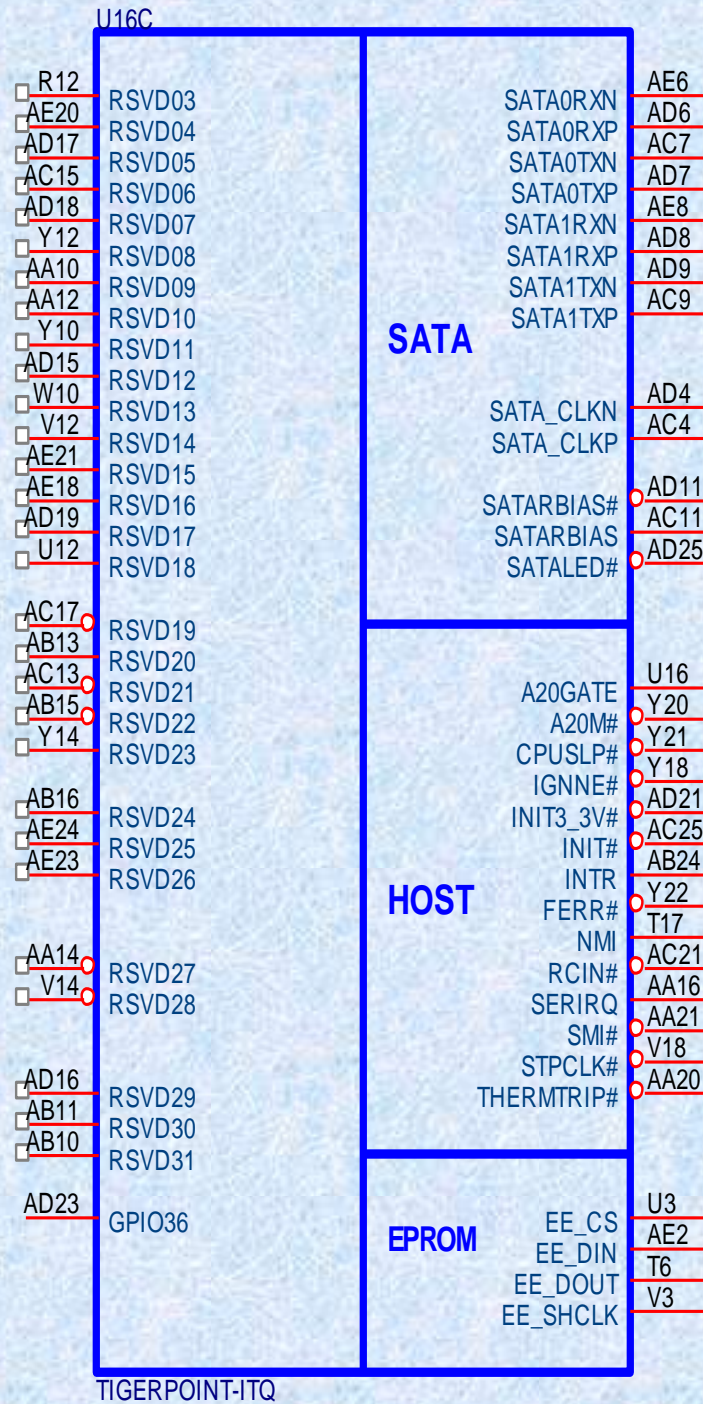 U16C
R12 RSVD03
AE20 RSVD04
AD17 RSVD05
AC15 RSVD06
AD18 RSVD07
Y12 RSVD08
AA10 RSVD09
AA12 RSVD10
Y10 RSVD11
AD15 RSVD12
W10 RSVD13
V12 RSVD14
AE21 RSVD15
AE18 RSVD16
AD19 RSVD17
U12 RSVD18
AC17 RSVD19
AB13 RSVD20
AC13 RSVD21
AB15 RSVD22
Y14 RSVD23
AB16 RSVD24
AE24 RSVD25
AE23 RSVD26
AA14 RSVD27
V14 RSVD28
AD16 RSVD29
AB11 RSVD30
AB10 RSVD31
AD23 GPIO36
SATA
SATA0RXN AE6
SATA0RXP AD6
SATA0TXN AC7
SATA0TXP AD7
SATA1RXN AE8
SATA1RXP AD8
SATA1TXN AD9
SATA1TXP AC9
SATA_CLKN AD4
SATA_CLKP AC4
SATARBIAS# AD11
SATARBIAS AC11
SATALED# AD25
HOST
A20GATE U16
A20M# Y20
CPUSLP# Y21
IGNNE# Y18
INIT3_3V# AD21
INIT# AC25
INTR AB24
FERR# Y22
NMI T17
RCIN# AC21
SERIRQ AA16
SMI# AA21
STPCLK# V18
THERMTRIP# AA20
EPROM
EE_CS U3
EE_DIN AE2
EE_DOUT T6
EE_SHCLK V3
TIGERPOINT-ITQ